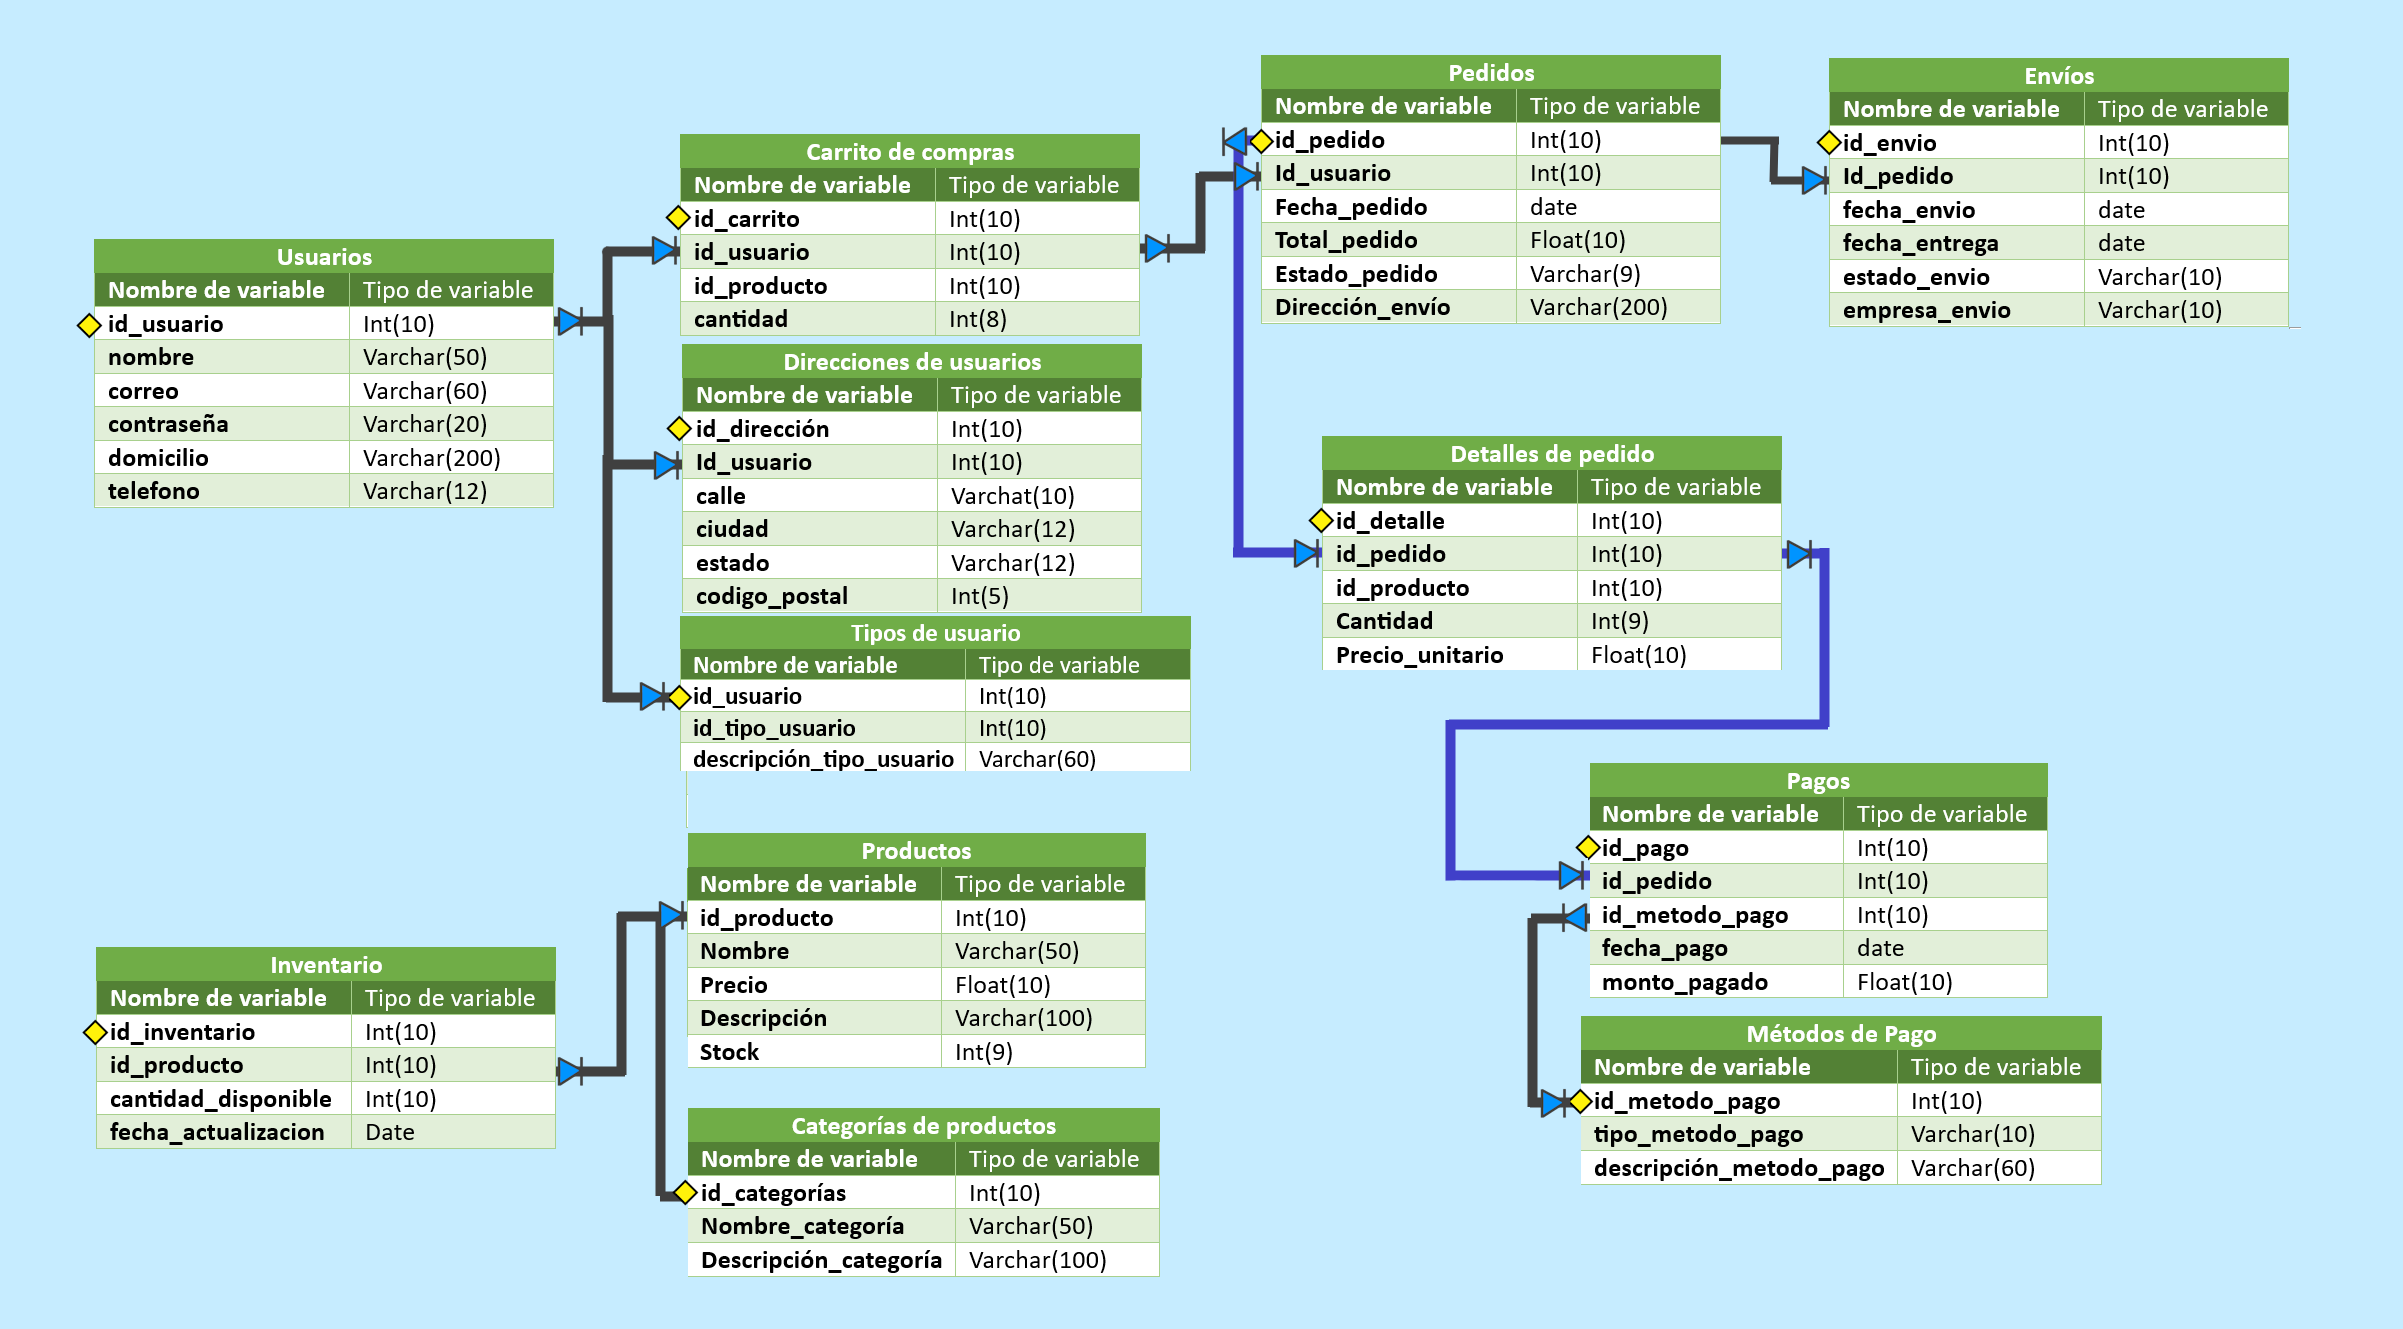 Usuarios
Nombre de variable Tipo de variable
id_usuario Int(10)
nombre Varchar(50)
correo Varchar(60)
contraseña Varchar(20)
domicilio Varchar(200)
telefono Varchar(12)
Carrito de compras
Nombre de variable Tipo de variable
id_carrito Int(10)
id_usuario Int(10)
id_producto Int(10)
cantidad Int(8)
Direcciones de usuarios
Nombre de variable Tipo de variable
id_dirección Int(10)
Id_usuario Int(10)
calle Varchat(10)
ciudad Varchar(12)
estado Varchar(12)
codigo_postal Int(5)
Tipos de usuario
Nombre de variable Tipo de variable
id_usuario Int(10)
id_tipo_usuario Int(10)
descripción_tipo_usuario Varchar(60)
Pedidos
Nombre de variable Tipo de variable
id_pedido Int(10)
Id_usuario Int(10)
Fecha_pedido date
Total_pedido Float(10)
Estado_pedido Varchar(9)
Dirección_envío Varchar(200)
Envíos
Nombre de variable Tipo de variable
id_envio Int(10)
Id_pedido Int(10)
fecha_envio date
fecha_entrega date
estado_envio Varchar(10)
empresa_envio Varchar(10)
Detalles de pedido
Nombre de variable Tipo de variable
id_detalle Int(10)
id_pedido Int(10)
id_producto Int(10)
Cantidad Int(9)
Precio_unitario Float(10)
Inventario
Nombre de variable Tipo de variable
id_inventario Int(10)
id_producto Int(10)
cantidad_disponible Int(10)
fecha_actualizacion Date
Productos
Nombre de variable Tipo de variable
id_producto Int(10)
Nombre Varchar(50)
Precio Float(10)
Descripción Varchar(100)
Stock Int(9)
Categorías de productos
Nombre de variable Tipo de variable
id_categorías Int(10)
Nombre_categoría Varchar(50)
Descripción_categoría Varchar(100)
Pagos
Nombre de variable Tipo de variable
id_pago Int(10)
id_pedido Int(10)
id_metodo_pago Int(10)
fecha_pago date
monto_pagado Float(10)
Métodos de Pago
Nombre de variable Tipo de variable
id_metodo_pago Int(10)
tipo_metodo_pago Varchar(10)
descripción_metodo_pago Varchar(60)